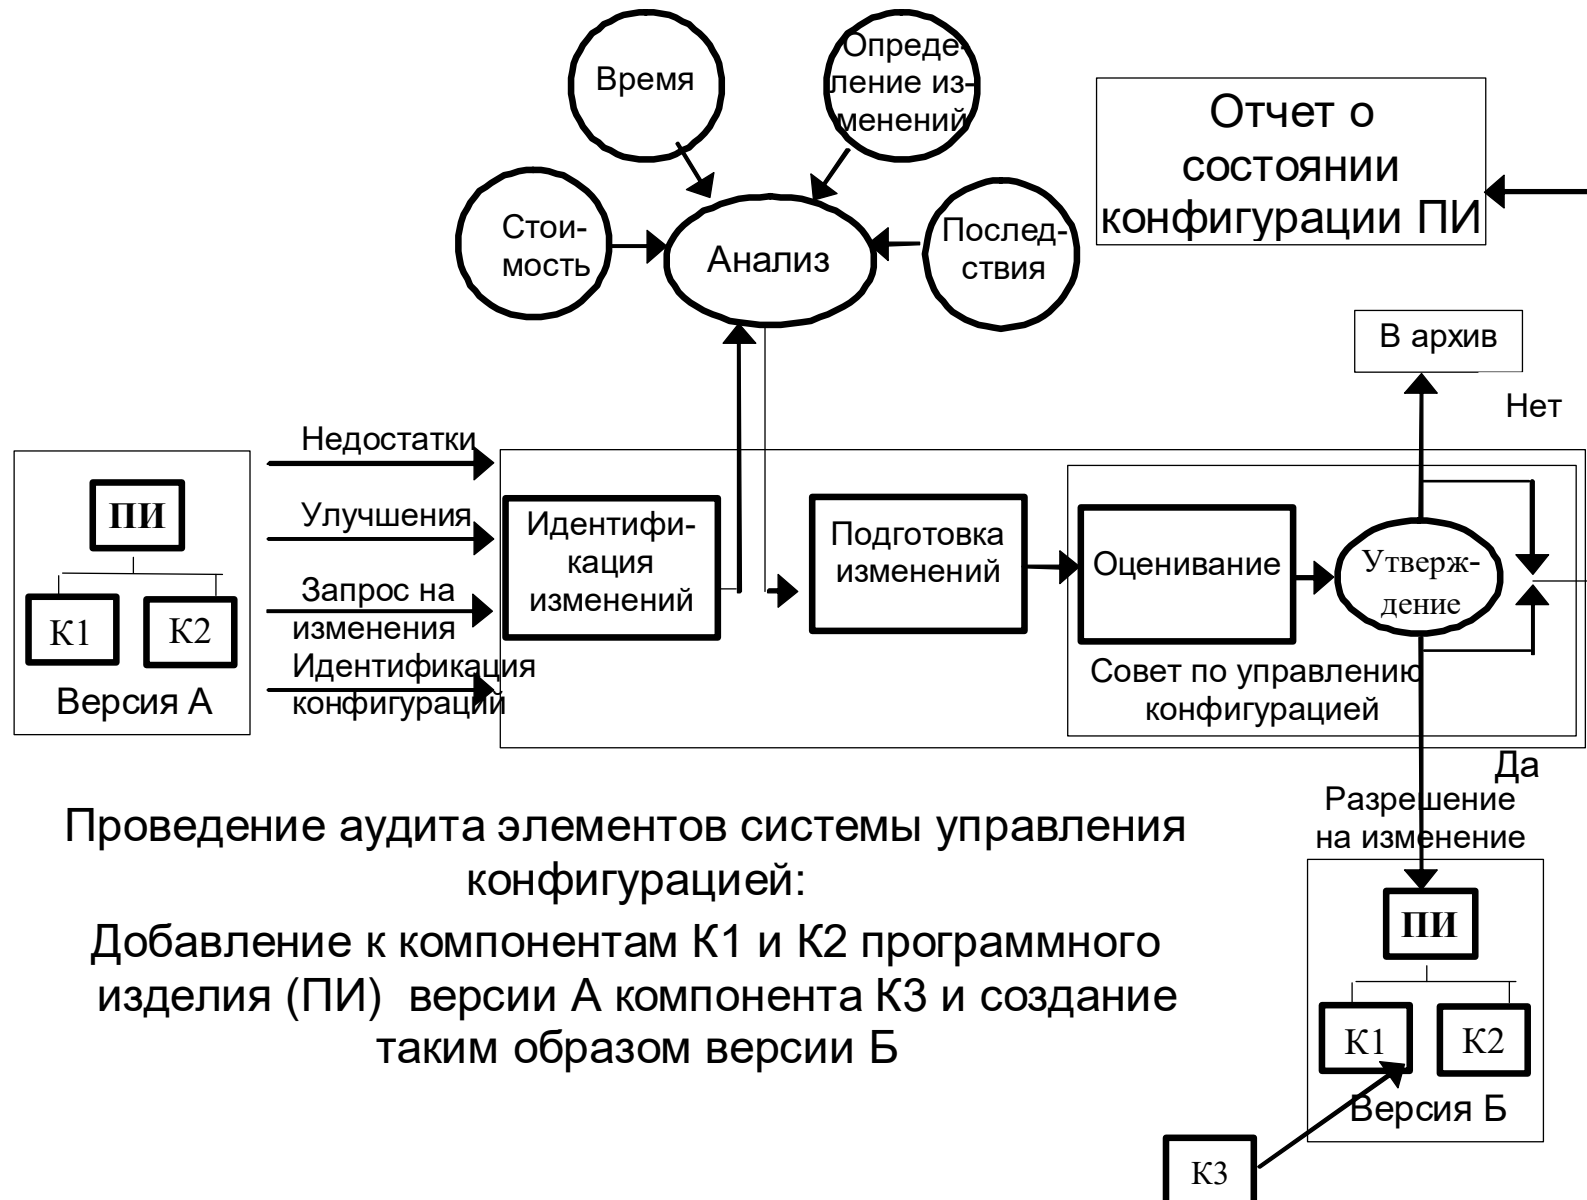 Время
Опреде-
ление из-
менений
Отчет о
состоянии
конфигурации ПИ
Стои-
мость
Анализ
Послед-
ствия
В архив
Нет
Недостатки
Улучшения
Запрос на
изменения
Идентификация
конфигураций
ПИ
К1
К2
Версия А
Идентифи-
кация
изменений
Подготовка
изменений
Оценивание
Утверж-
дение
Совет по управлению
конфигурацией
Да
Разрешение
на изменение
Проведение аудита элементов системы управления
конфигурацией:
Добавление к компонентам К1 и К2 программного
изделия (ПИ)  версии А компонента К3 и создание
таким образом версии Б
ПИ
К1
К2
Версия Б
К3